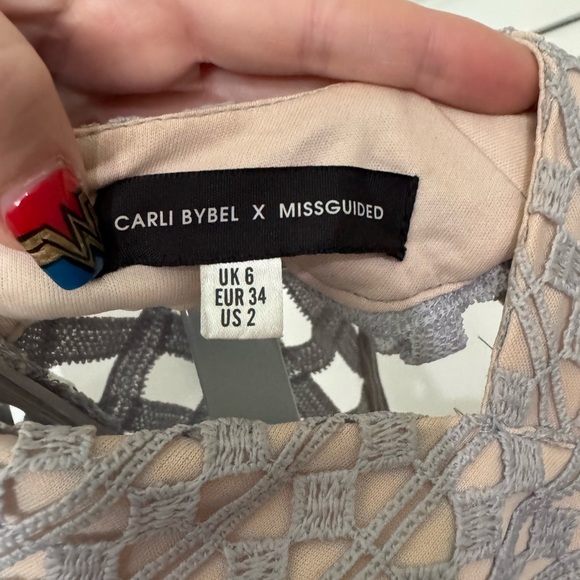 CARLI BYBEL X MISSGUIDED
UK 6
EUR 34
US 2